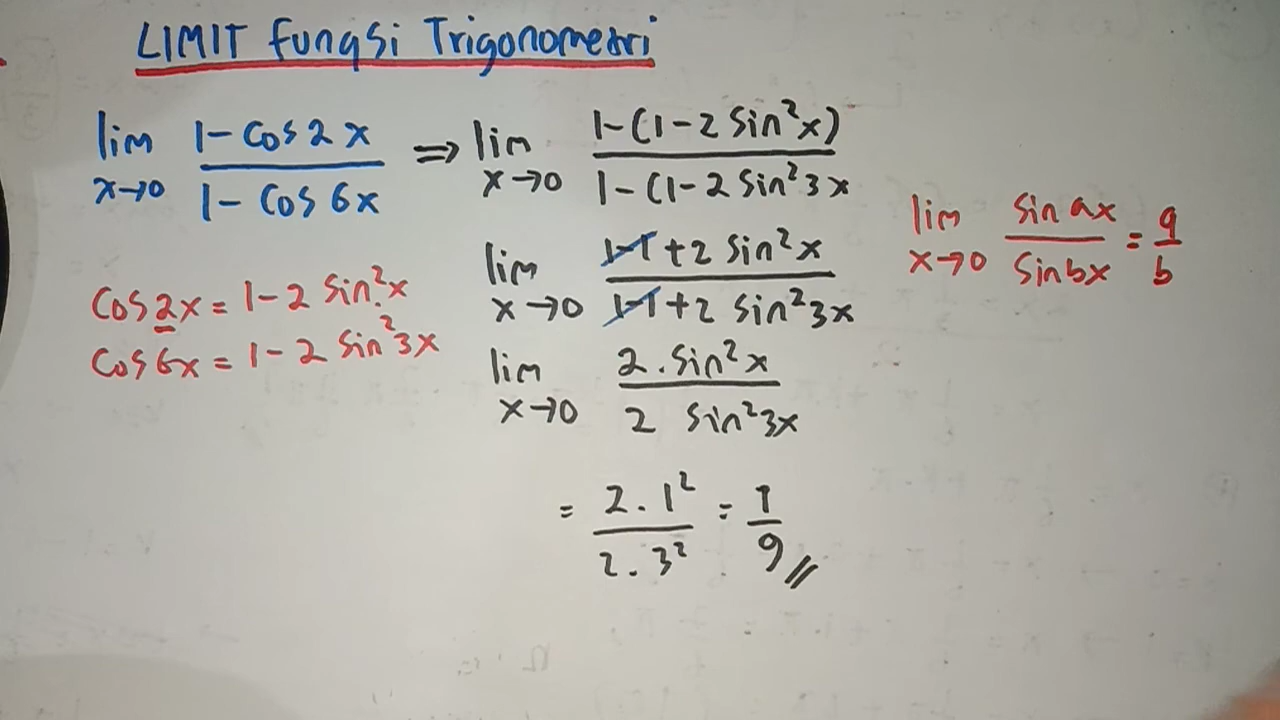 LIMIT Fungsi Trigonometri
lim x→0 (1-Cos 2x)/(1-Cos 6x) ⇒ lim x→0 (1-(1-2 Sin²x))/(1-(1-2 Sin²3x)
lim x→0 (1-1+2 Sin²x)/(1-1+2 Sin²3x)
lim x→0 (Sin ax)/(Sin bx) = a/b
Cos 2x = 1-2 Sin²x
Cos 6x = 1-2 Sin²3x
lim x→0 (2.Sin²x)/(2 Sin²3x)
= (2.1²)/(2.3²) = 1/9 //